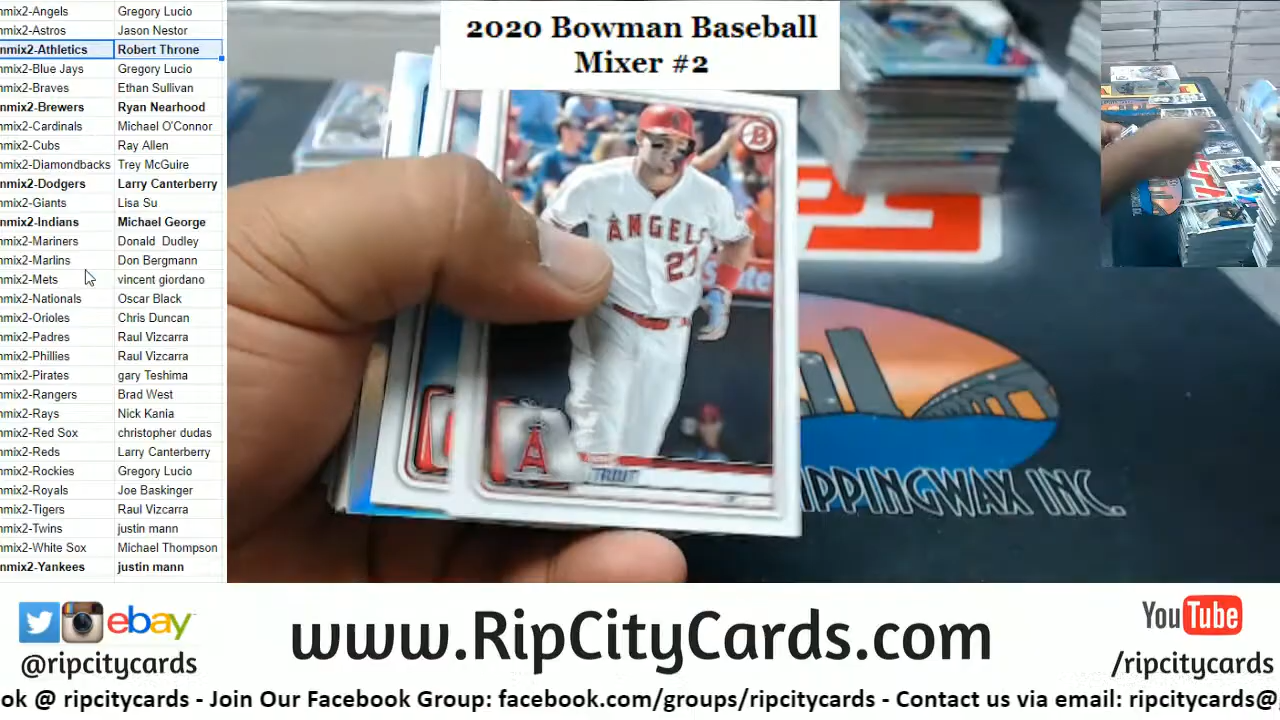 nmix2-Angels Gregory Lucio
nmix2-Astros Jason Nestor
nmix2-Athletics Robert Throne
nmix2-Blue Jays Gregory Lucio
nmix2-Braves Ethan Sullivan
nmix2-Brewers Ryan Nearhood
nmix2-Cardinals Michael O'Connor
nmix2-Cubs Ray Allen
nmix2-Diamondbacks Trey McGuire
nmix2-Dodgers Larry Canterberry
nmix2-Giants Lisa Su
nmix2-Indians Michael George
nmix2-Mariners Donald Dudley
nmix2-Marlins Don Bergmann
nmix2-Mets vincent giordano
nmix2-Nationals Oscar Black
nmix2-Orioles Chris Duncan
nmix2-Padres Raul Vizcarra
nmix2-Phillies Raul Vizcarra
nmix2-Pirates gary Teshima
nmix2-Rangers Brad West
nmix2-Rays Nick Kania
nmix2-Red Sox christopher dudas
nmix2-Reds Larry Canterberry
nmix2-Rockies Gregory Lucio
nmix2-Royals Joe Baskinger
nmix2-Tigers Raul Vizcarra
nmix2-Twins justin mann
nmix2-White Sox Michael Thompson
nmix2-Yankees justin mann
2020 Bowman Baseball
Mixer #2
B
ANGELS
27
A
TROUT
IPPINGWAX INC.
ebay
@ripcitycards
www.RipCityCards.com
YouTube
/ripcitycards
ok @ ripcitycards - Join Our Facebook Group: facebook.com/groups/ripcitycards - Contact us via email: ripcitycards@